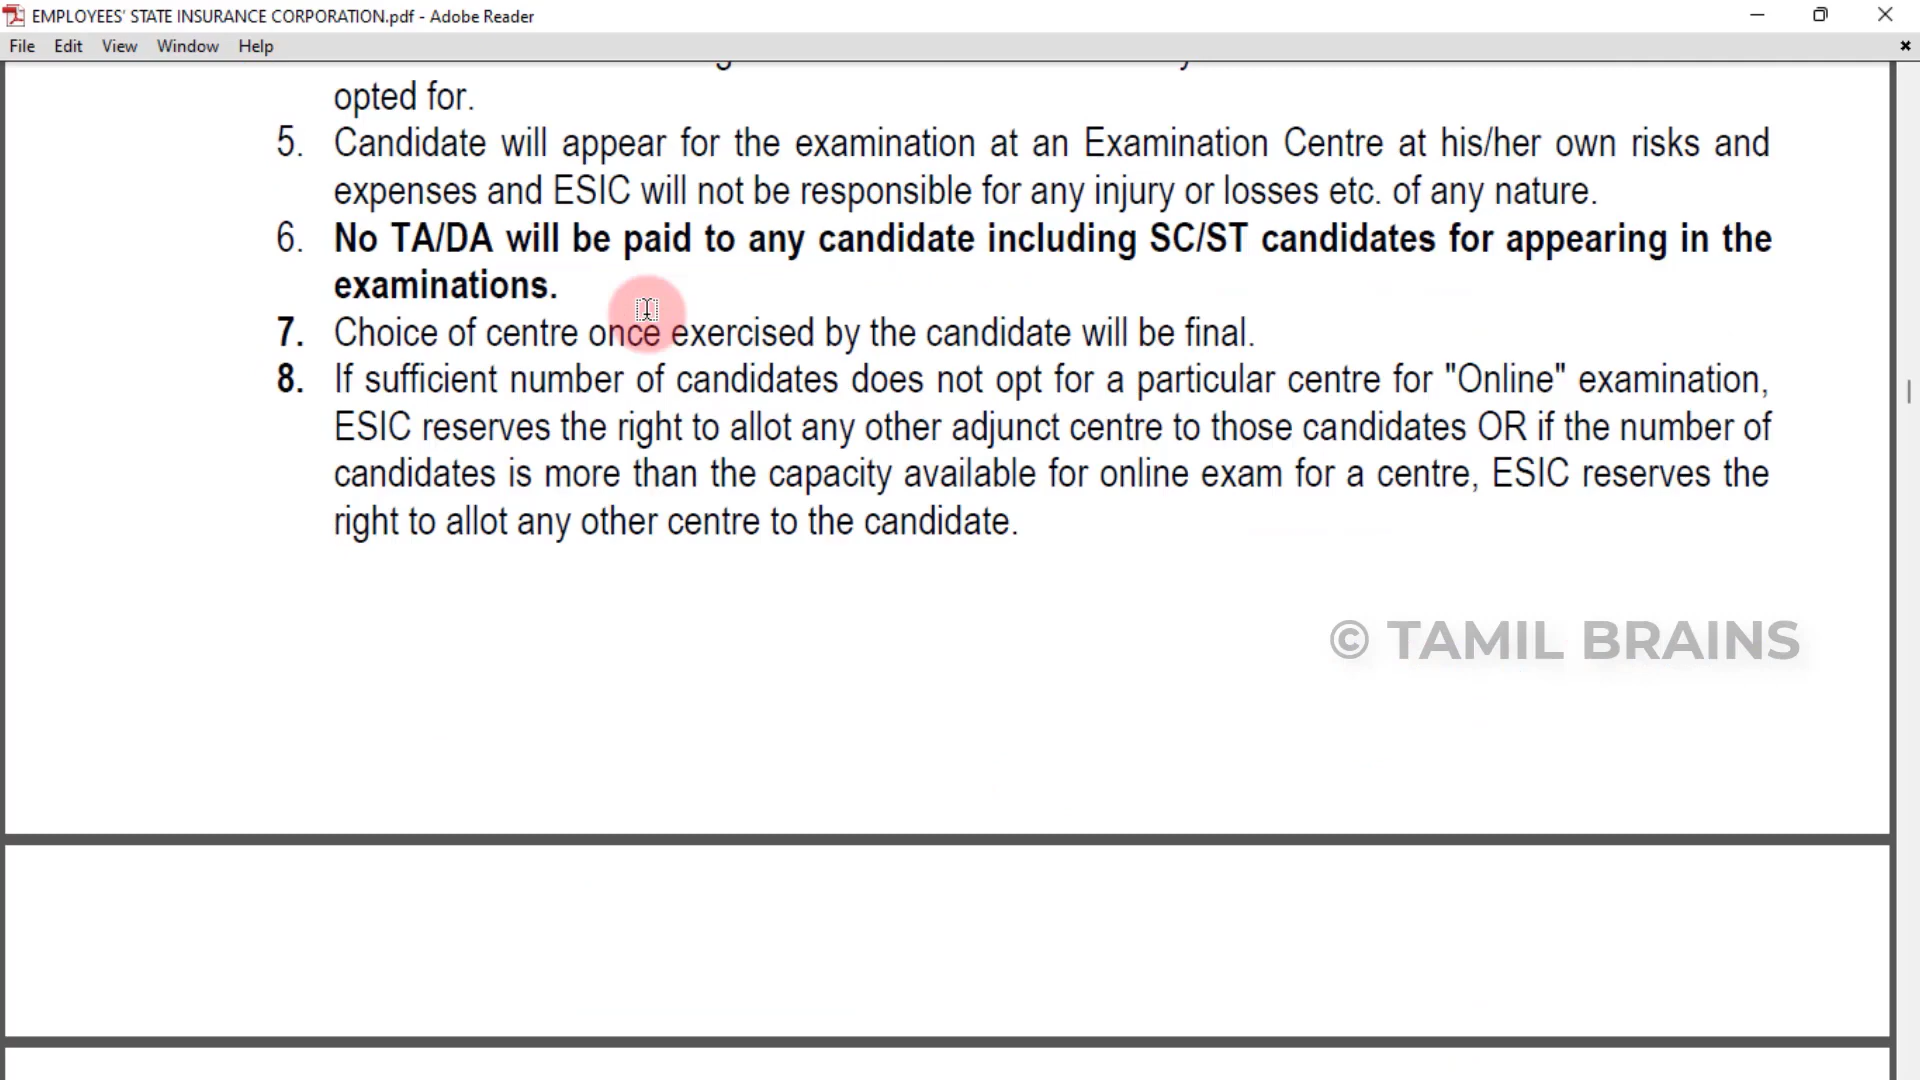 EMPLOYEES' STATE INSURANCE CORPORATION.pdf - Adobe Reader
File Edit View Window Help
opted for.
5. Candidate will appear for the examination at an Examination Centre at his/her own risks and
expenses and ESIC will not be responsible for any injury or losses etc. of any nature.
6. No TA/DA will be paid to any candidate including SC/ST candidates for appearing in the
examinations.
7. Choice of centre once exercised by the candidate will be final.
8. If sufficient number of candidates does not opt for a particular centre for "Online" examination,
ESIC reserves the right to allot any other adjunct centre to those candidates OR if the number of
candidates is more than the capacity available for online exam for a centre, ESIC reserves the
right to allot any other centre to the candidate.
© TAMIL BRAINS